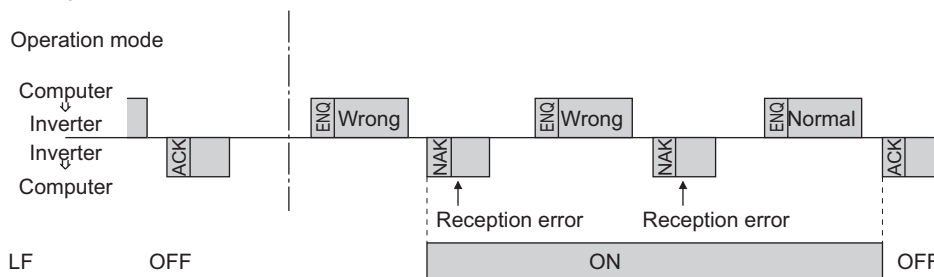 Operation mode
Computer
Inverter
ENQ Wrong
ENQ Wrong
ENQ Normal
Inverter
Computer
ACK
NAK
NAK
ACK
Reception error
Reception error
LF
OFF
ON
OFF